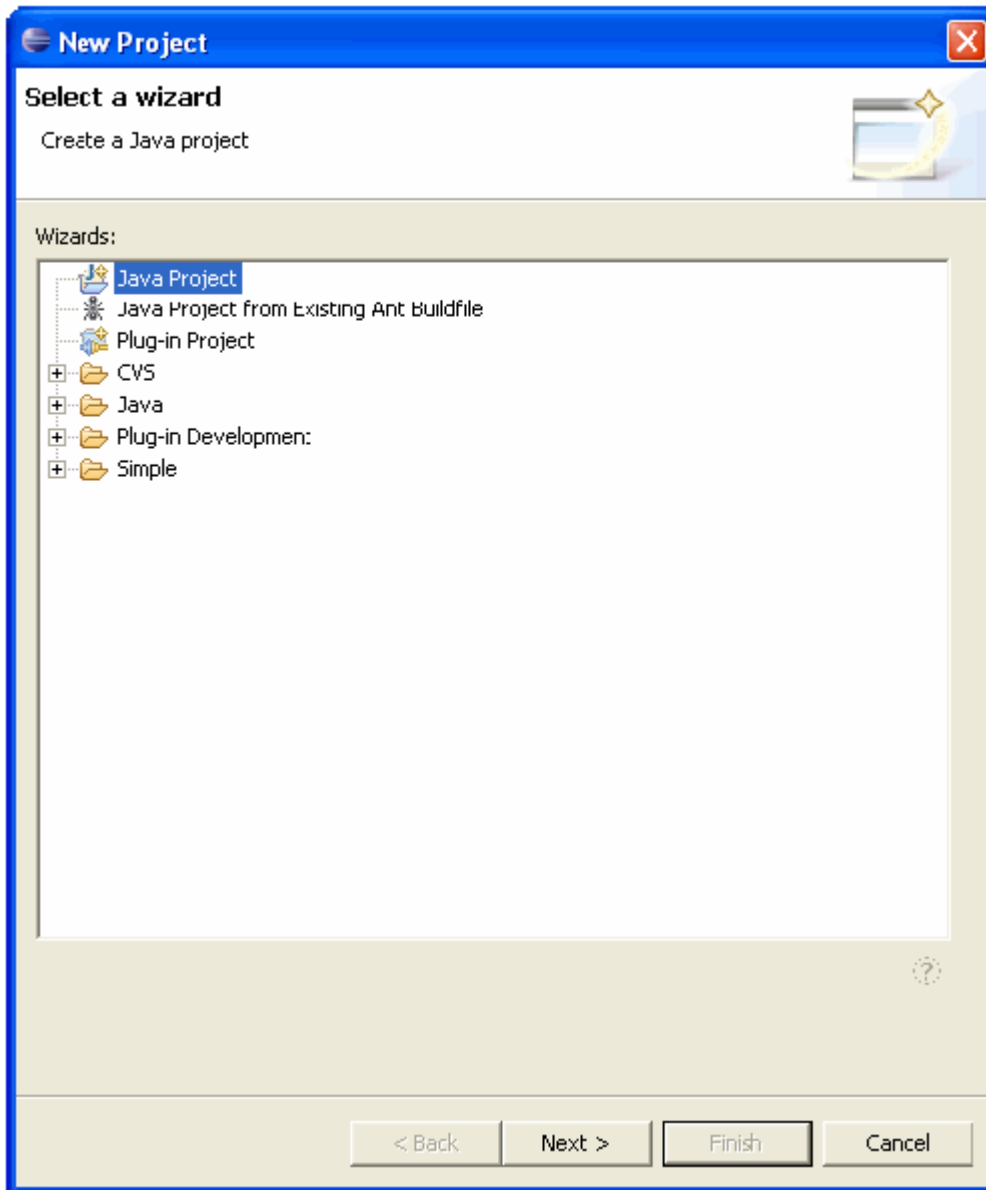 New Project
Select a wizard
Create a Java project
Wizards:
Java Project
Java Project from Existing Ant Buildfile
Plug-in Project
CVS
Java
Plug-in Development
Simple
?
< Back Next > Finish Cancel